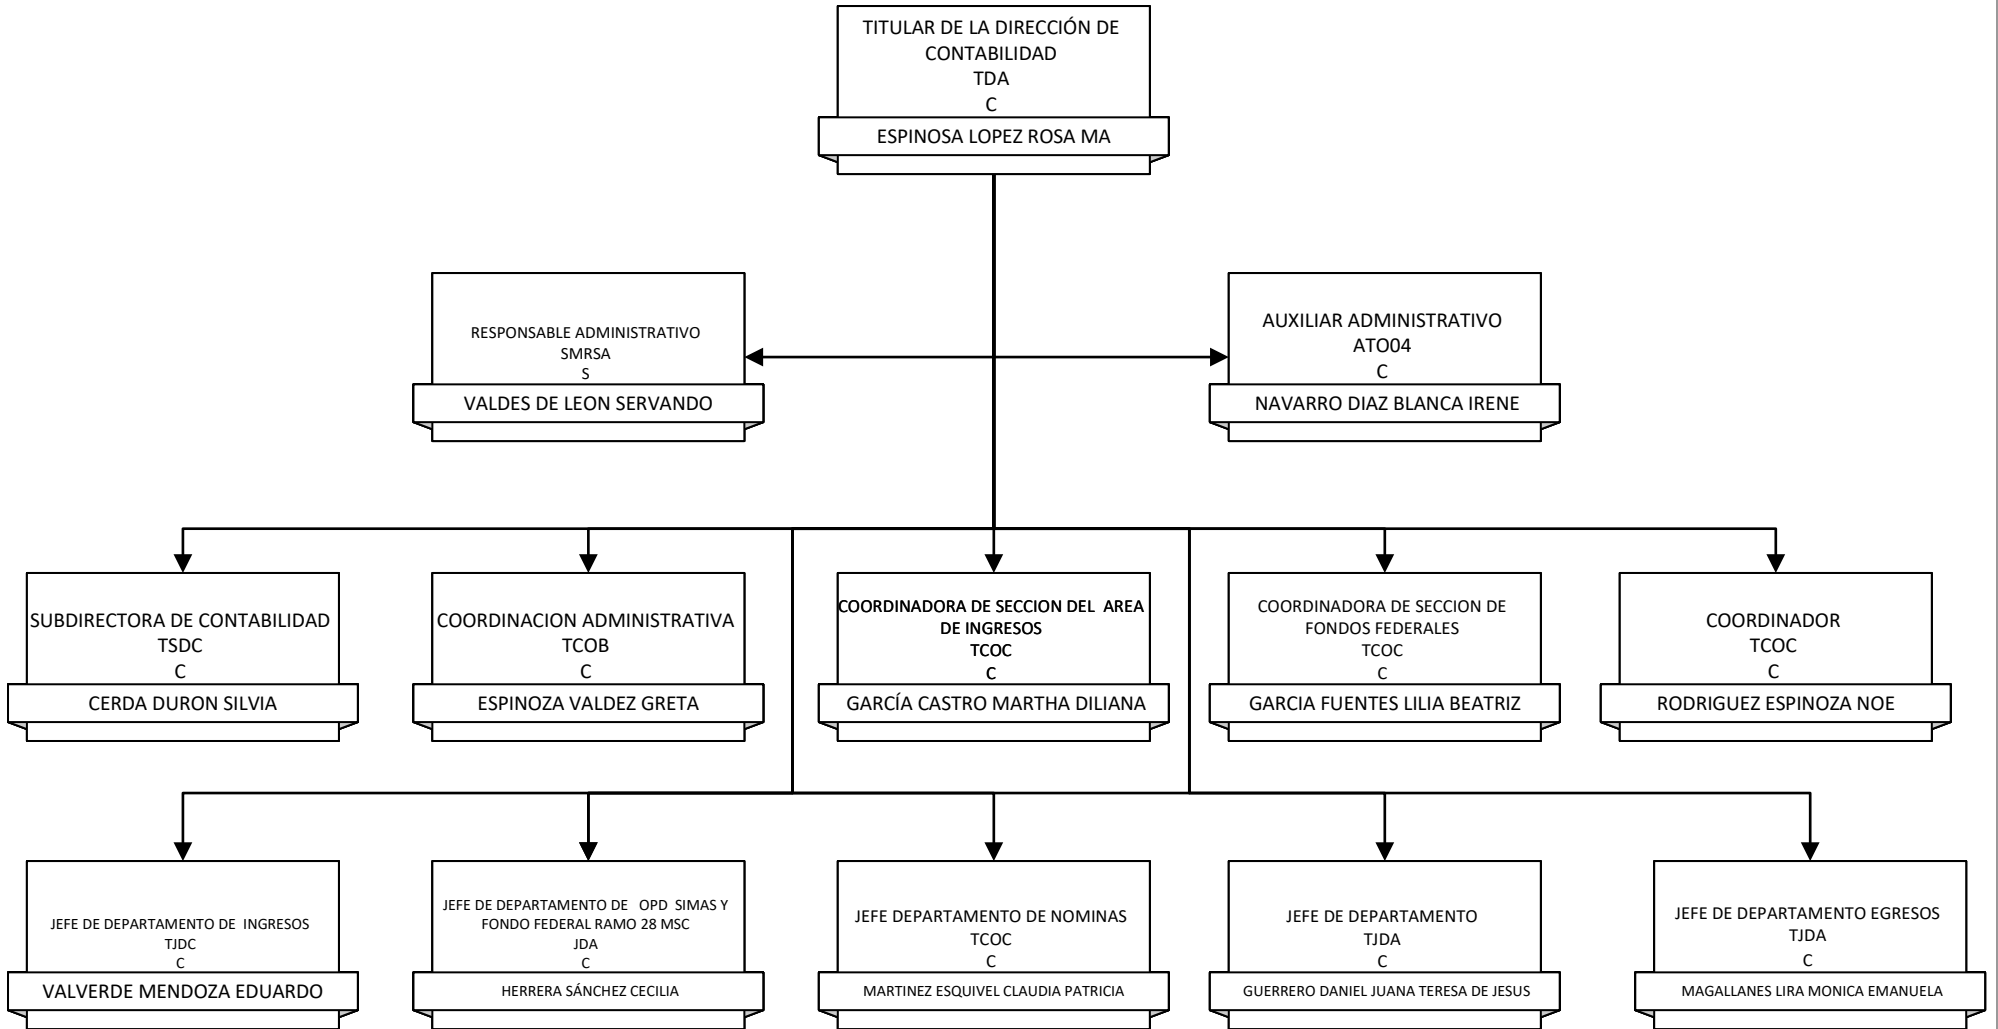 TITULAR DE LA DIRECCIÓN DE
CONTABILIDAD
TDA
C
ESPINOSA LOPEZ ROSA MA
RESPONSABLE ADMINISTRATIVO
SMRSA
S
VALDES DE LEON SERVANDO
AUXILIAR ADMINISTRATIVO
ATO04
C
NAVARRO DIAZ BLANCA IRENE
SUBDIRECTORA DE CONTABILIDAD
TSDC
C
CERDA DURON SILVIA
COORDINACION ADMINISTRATIVA
TCOB
C
ESPINOZA VALDEZ GRETA
COORDINADORA DE SECCION DEL AREA
DE INGRESOS
TCOC
C
GARCÍA CASTRO MARTHA DILIANA
COORDINADORA DE SECCION DE
FONDOS FEDERALES
TCOC
C
GARCIA FUENTES LILIA BEATRIZ
COORDINADOR
TCOC
C
RODRIGUEZ ESPINOZA NOE
JEFE DE DEPARTAMENTO DE INGRESOS
TJDC
C
VALVERDE MENDOZA EDUARDO
JEFE DE DEPARTAMENTO DE OPD SIMAS Y
FONDO FEDERAL RAMO 28 MSC
JDA
C
HERRERA SÁNCHEZ CECILIA
JEFE DEPARTAMENTO DE NOMINAS
TCOC
C
MARTINEZ ESQUIVEL CLAUDIA PATRICIA
JEFE DE DEPARTAMENTO
TJDA
C
GUERRERO DANIEL JUANA TERESA DE JESUS
JEFE DE DEPARTAMENTO EGRESOS
TJDA
C
MAGALLANES LIRA MONICA EMANUELA